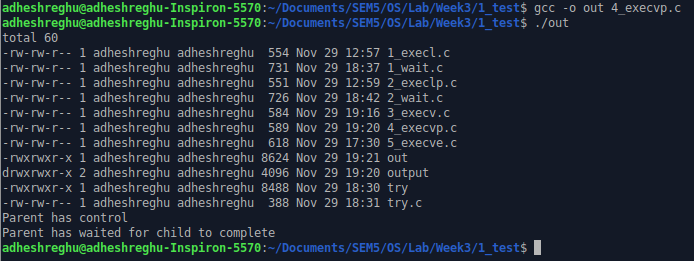 adheshreghu@adheshreghu-Inspiron-5570:~/Documents/SEM5/OS/Lab/Week3/1_test$ gcc -o out 4_execvp.c
adheshreghu@adheshreghu-Inspiron-5570:~/Documents/SEM5/OS/Lab/Week3/1_test$ ./out
total 60
-rw-rw-r-- 1 adheshreghu adheshreghu  554 Nov 29 12:57 1_execl.c
-rw-rw-r-- 1 adheshreghu adheshreghu  731 Nov 29 18:37 1_wait.c
-rw-rw-r-- 1 adheshreghu adheshreghu  551 Nov 29 12:59 2_execlp.c
-rw-rw-r-- 1 adheshreghu adheshreghu  726 Nov 29 18:42 2_wait.c
-rw-rw-r-- 1 adheshreghu adheshreghu  584 Nov 29 19:16 3_execv.c
-rw-rw-r-- 1 adheshreghu adheshreghu  589 Nov 29 19:20 4_execvp.c
-rw-rw-r-- 1 adheshreghu adheshreghu  618 Nov 29 17:30 5_execve.c
-rwxrwxr-x 1 adheshreghu adheshreghu 8624 Nov 29 19:21 out
drwxrwxr-x 2 adheshreghu adheshreghu 4096 Nov 29 19:20 output
-rwxrwxr-x 1 adheshreghu adheshreghu 8488 Nov 29 18:30 try
-rw-rw-r-- 1 adheshreghu adheshreghu  388 Nov 29 18:31 try.c
Parent has control
Parent has waited for child to complete
adheshreghu@adheshreghu-Inspiron-5570:~/Documents/SEM5/OS/Lab/Week3/1_test$